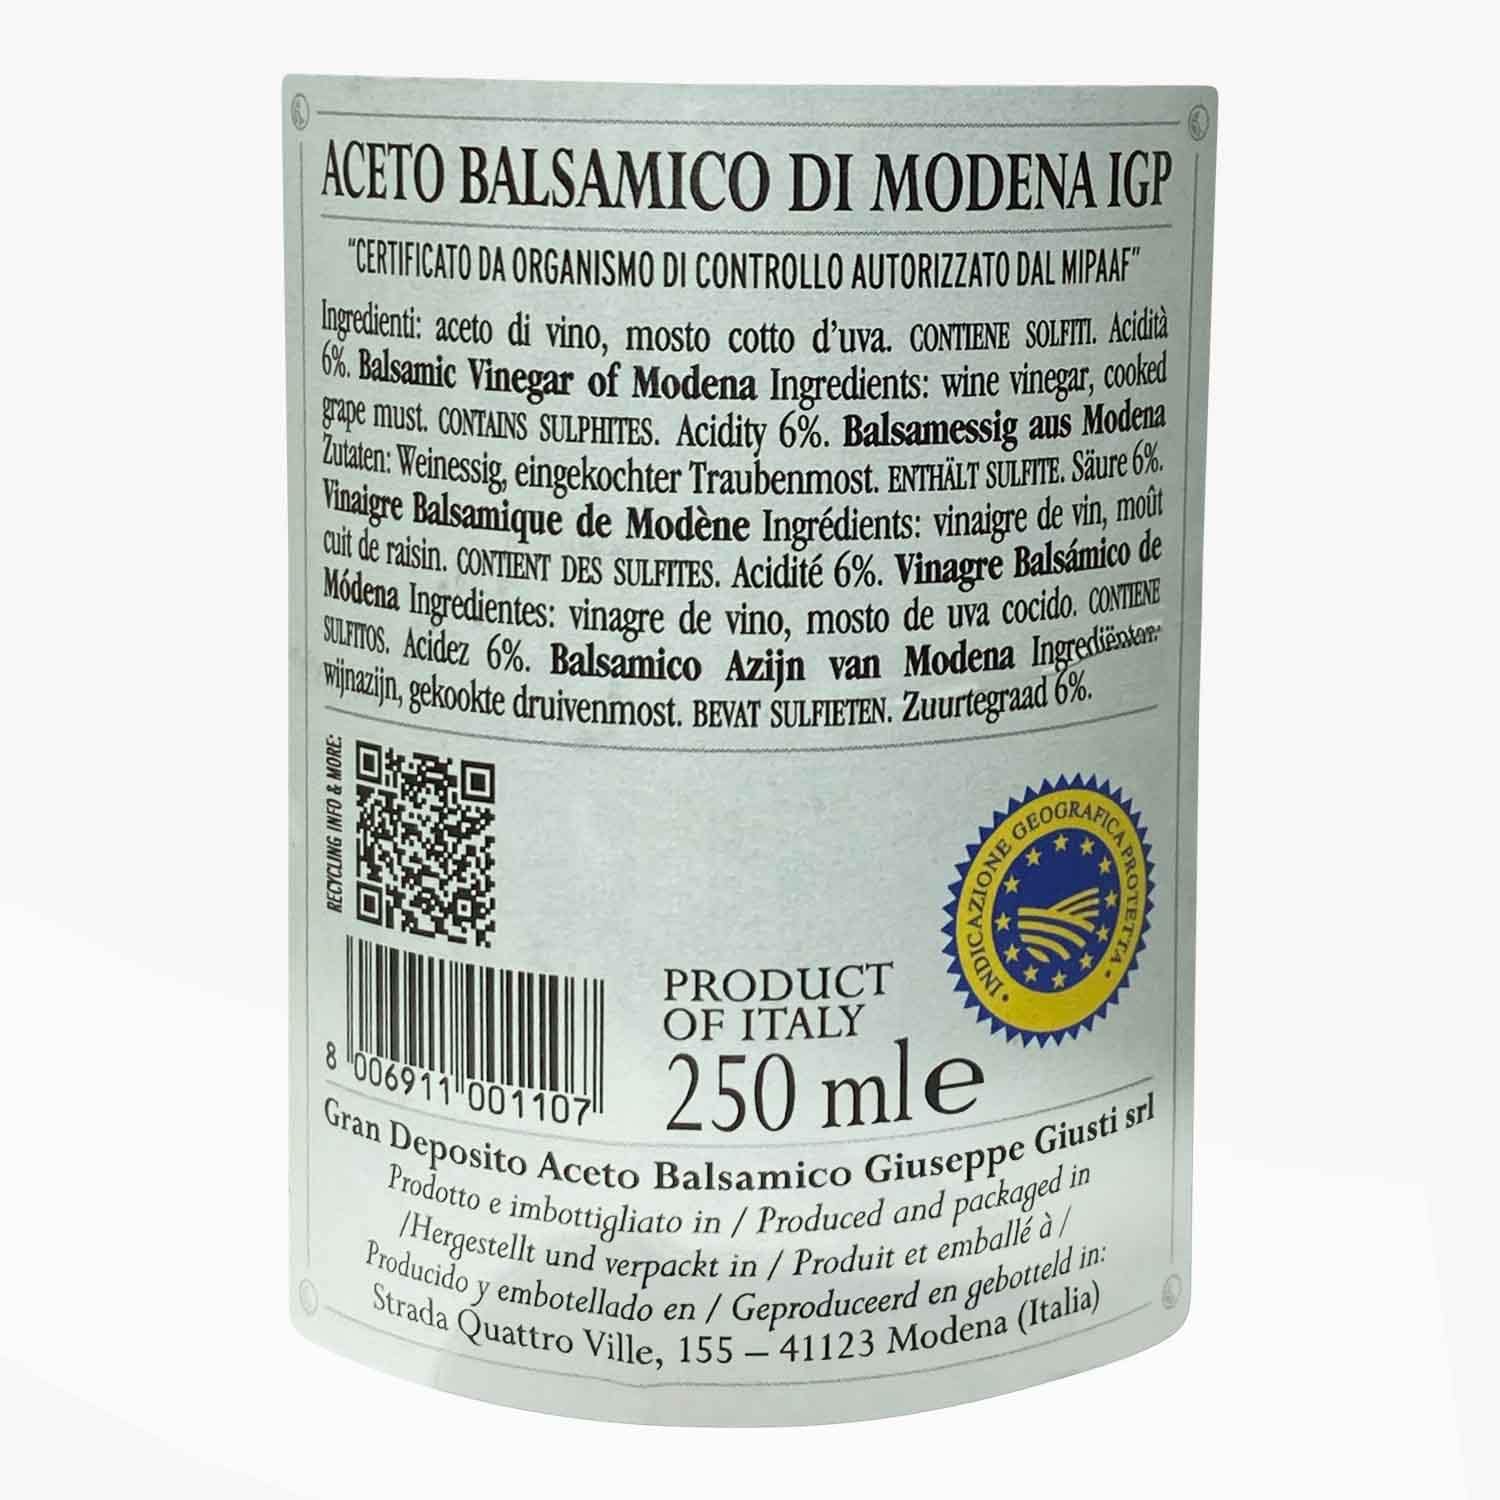 ACETO BALSAMICO DI MODENA IGP
"CERTIFICATO DA ORGANISMO DI CONTROLLO AUTORIZZATO DAL MIPAAF"
Ingredienti: aceto di vino, mosto cotto d'uva. CONTIENE SOLFITI. Acidità
6%. Balsamic Vinegar of Modena Ingredients: wine vinegar, cooked
grape must. CONTAINS SULPHITES. Acidity 6%. Balsamessig aus Modena
Zutaten: Weinessig, eingekochter Traubenmost. ENTHÄLT SULFITE. Säure 6%.
Vinaigre Balsamique de Modène Ingrédients: vinaigre de vin, moût
cuit de raisin. CONTIENT DES SULFITES. Acidité 6%. Vinagre Balsámico de
Módena Ingredientes: vinagre de vino, mosto de uva cocido. CONTIENE
SULFITOS. Acidez 6%. Balsamico Azijn van Modena Ingrediënten:
wijnazijn, gekookte druivenmost. BEVAT SULFIETEN. Zuurtegraad 6%.
RECYCLING INFO & MORE:
INDICAZIONE GEOGRAFICA PROTETTA
PRODUCT
OF ITALY
250 ml e
8 006911 001107
Gran Deposito Aceto Balsamico Giuseppe Giusti srl
Prodotto e imbottigliato in / Produced and packaged in
/Hergestellt und verpackt in / Produit et emballé à /
Producido y embotellado en / Geproduceerd en gebotteld in:
Strada Quattro Ville, 155 – 41123 Modena (Italia)